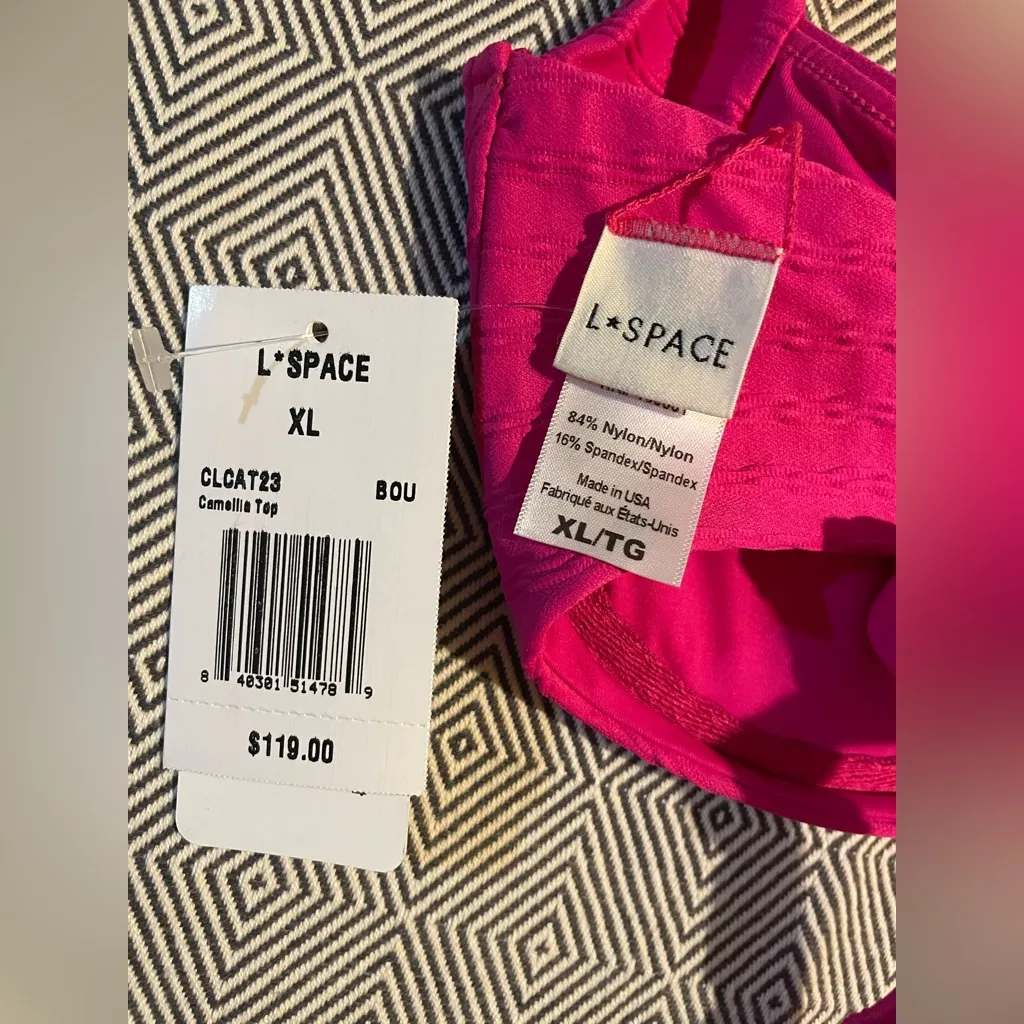 L*SPACE
XL
CLCAT23
BOU
Camellia Top
8 40301 51478 9
$119.00
L*SPACE
84% Nylon/Nylon
16% Spandex/Spandex
Made in USA
Fabriqué aux États-Unis
XL/TG